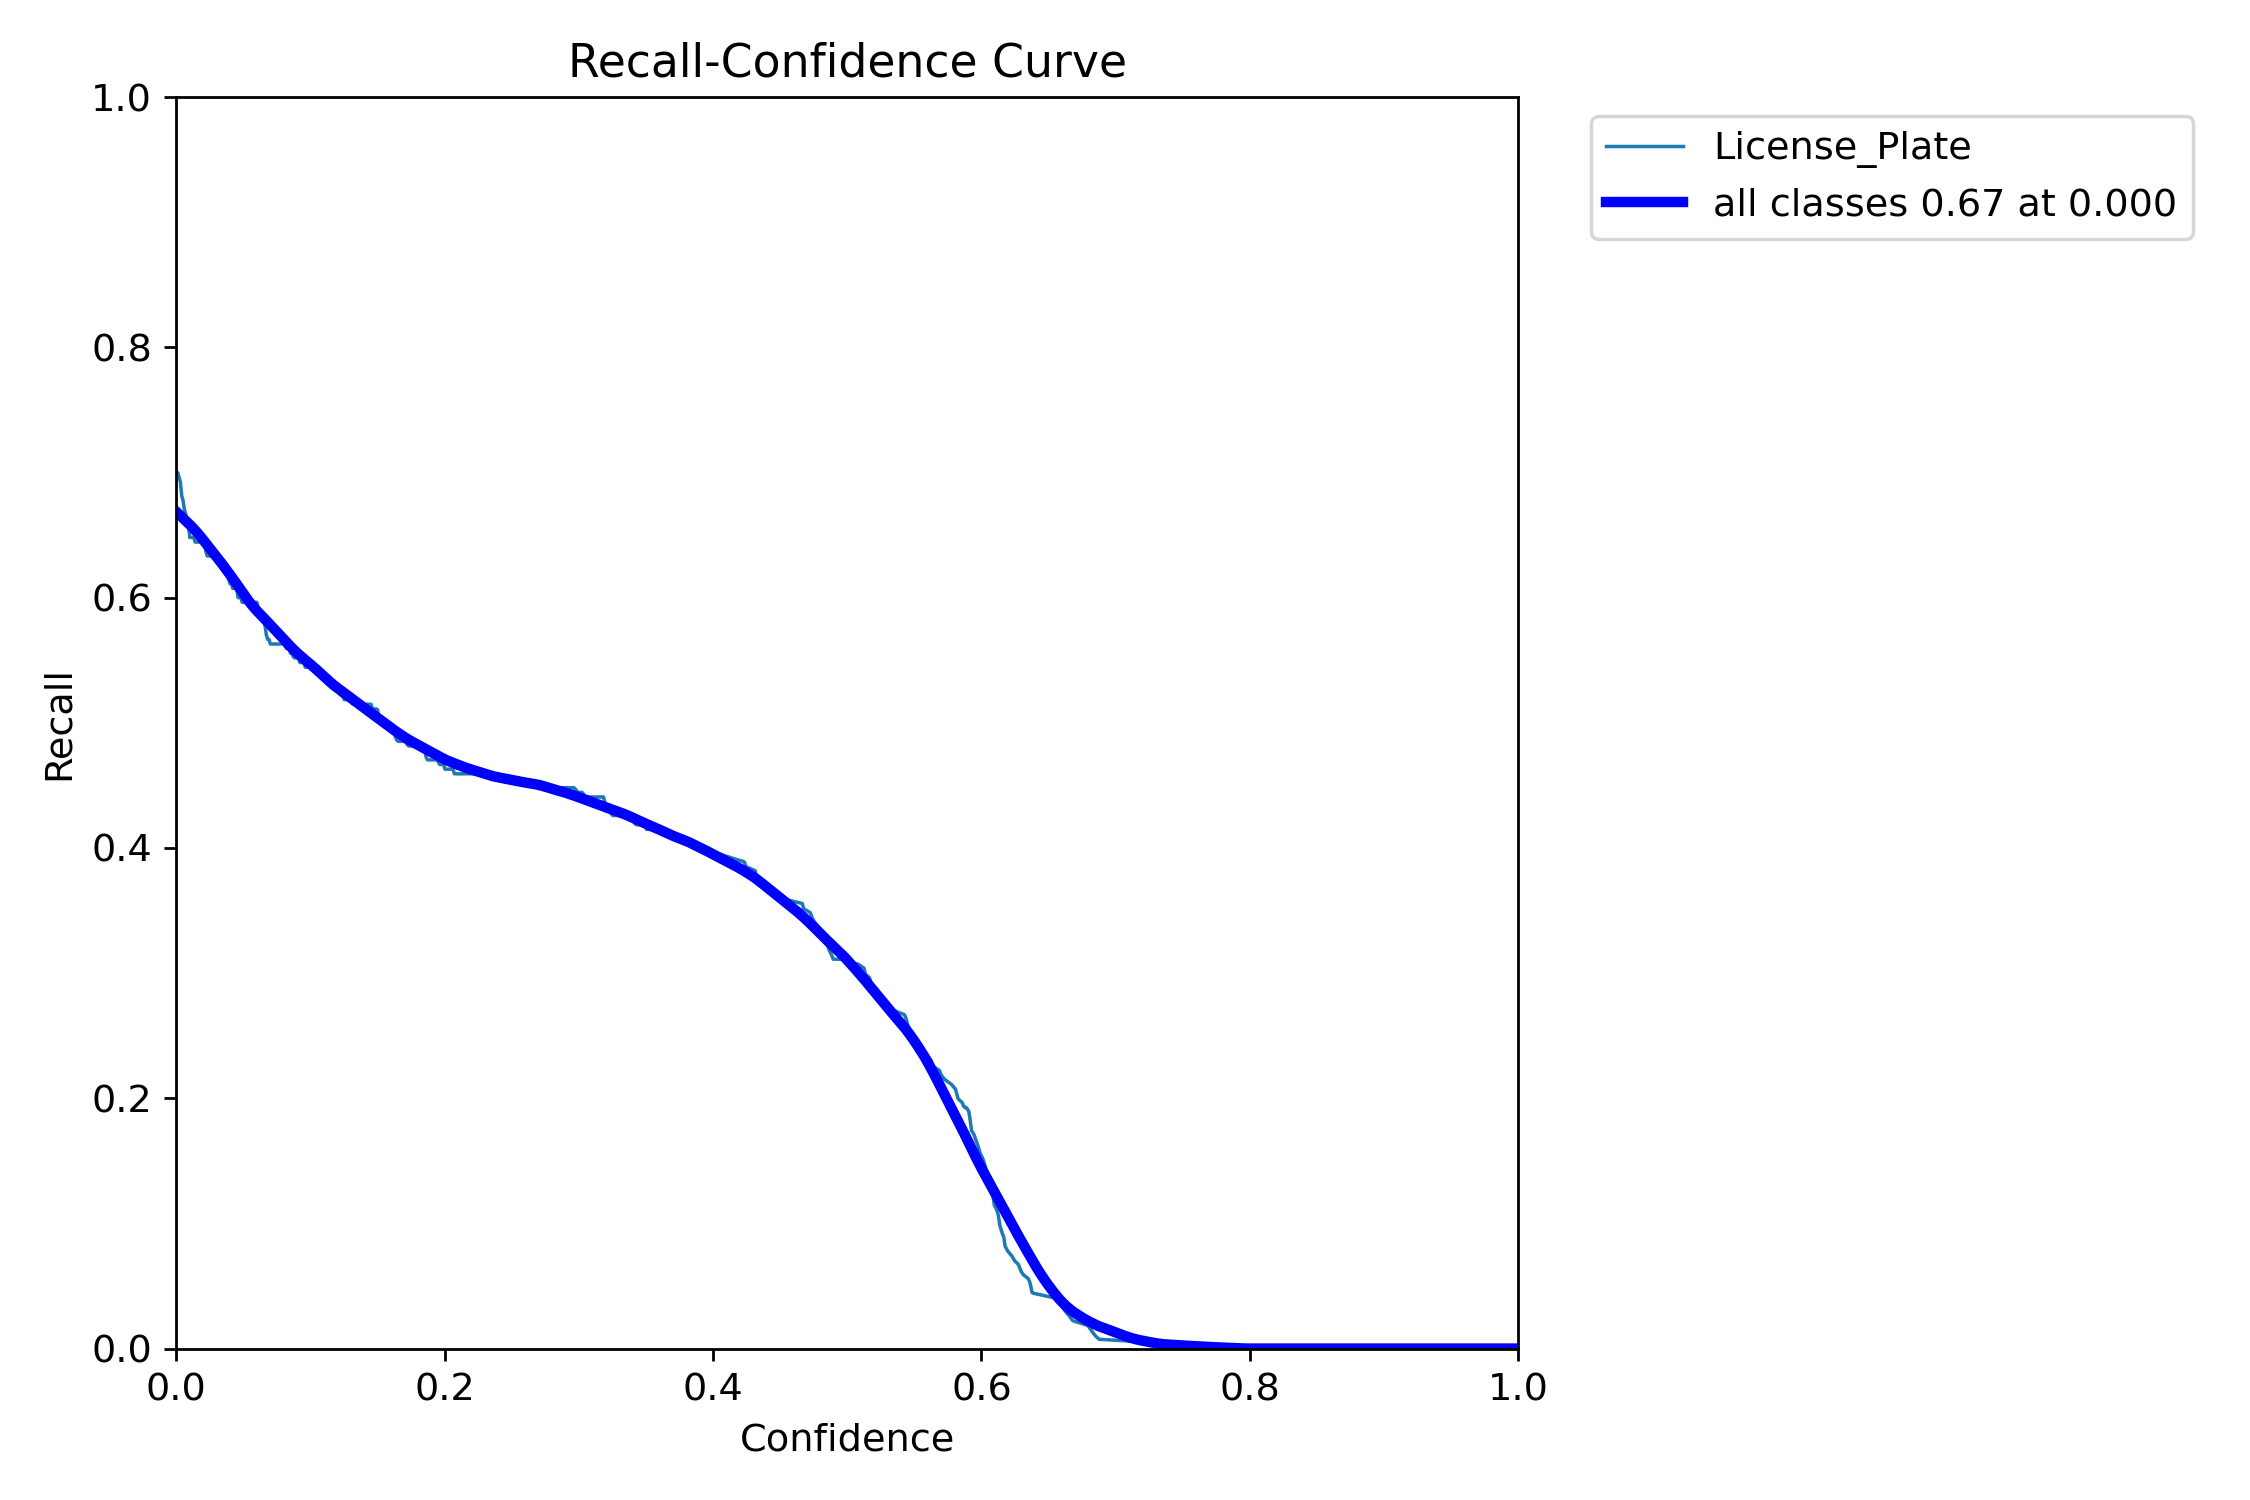 Recall-Confidence Curve
License_Plate
all classes 0.67 at 0.000
Recall
1.0
0.8
0.6
0.4
0.2
0.0
0.0 0.2 0.4 0.6 0.8 1.0
Confidence